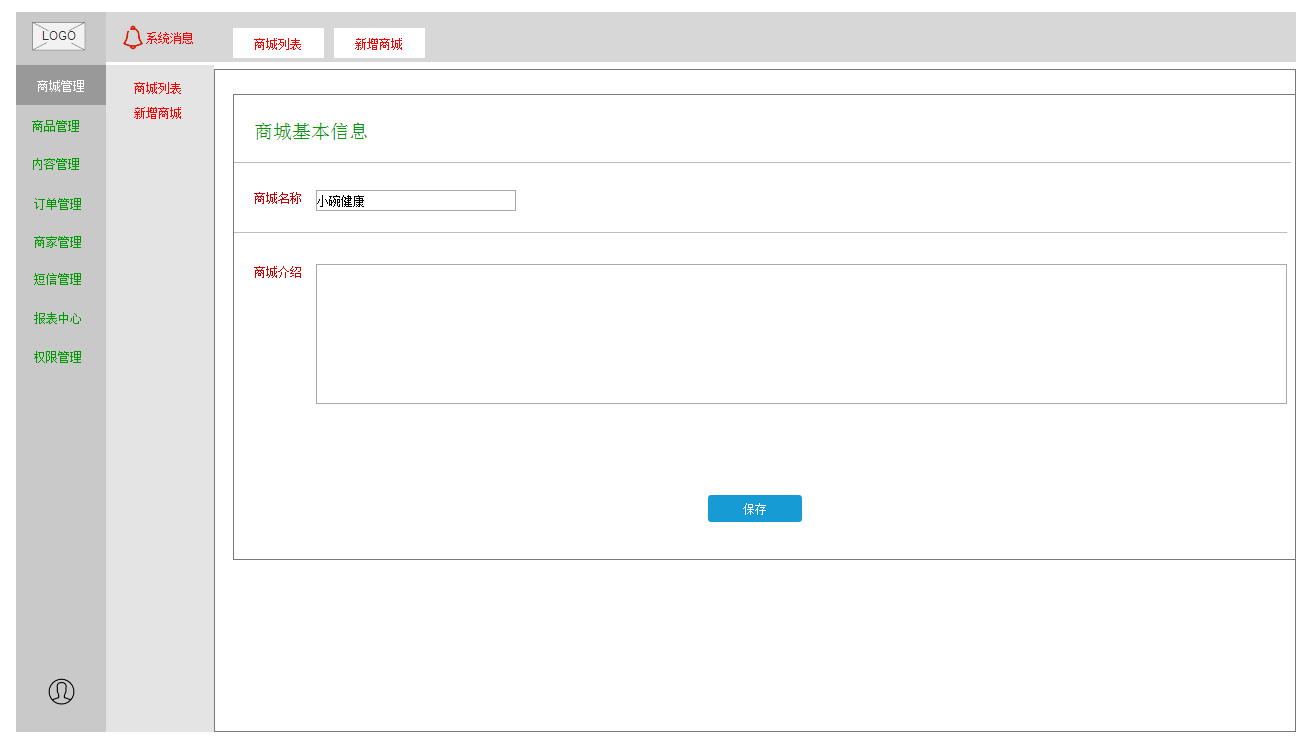 LOGO
系统消息
商城列表
新增商城
商城管理
商品管理
内容管理
订单管理
商家管理
短信管理
报表中心
权限管理
商城列表
新增商城
商城基本信息
商城名称
小碗健康
商城介绍
保存